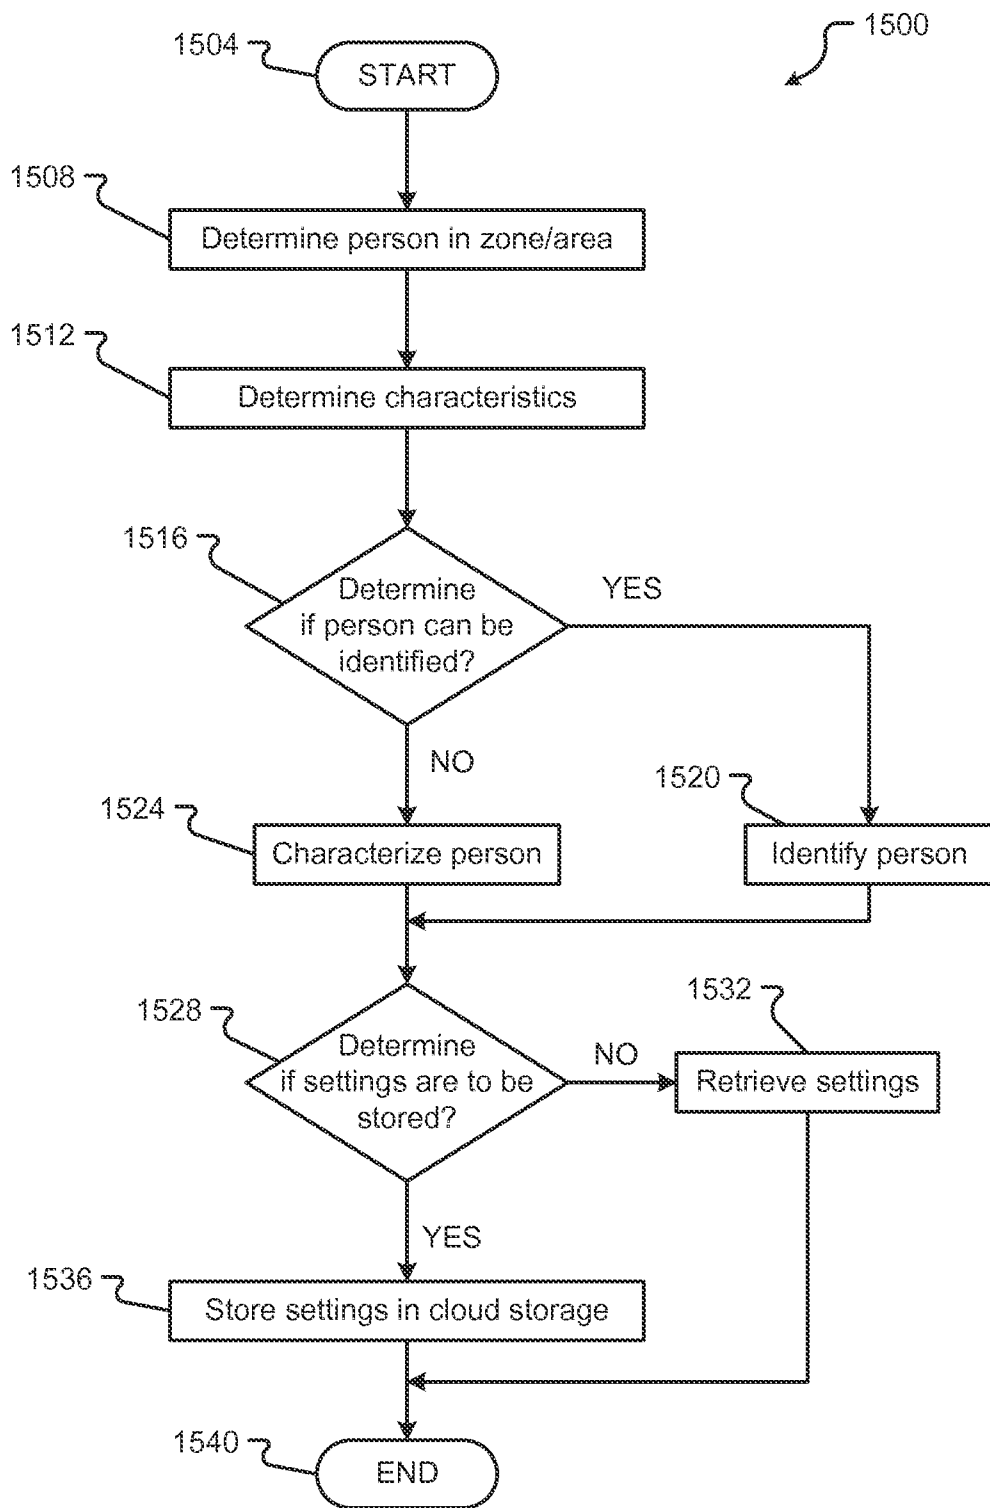 1500
1504
START
1508
Determine person in zone/area
1512
Determine characteristics
1516
Determine
if person can be
identified?
YES
NO
1520
1524
Characterize person
Identify person
1532
1528
Determine
if settings are to be
stored?
NO
Retrieve settings
YES
1536
Store settings in cloud storage
1540
END